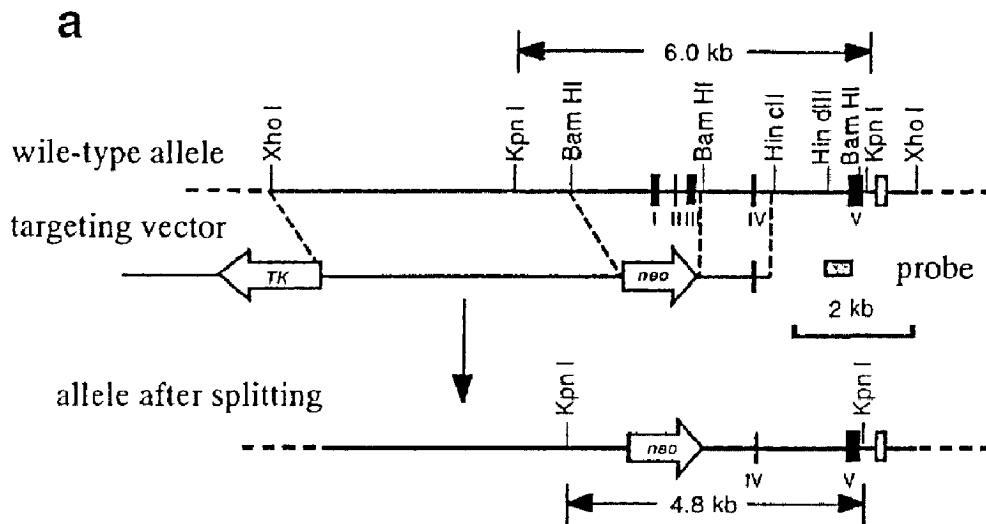 a
6.0 kb
Xho I
Kpn I
Bam HI
Bam HI
Hin cII
Hin dIII
Bam HI
Kpn I
Xho I
wile-type allele
I
II
III
IV
V
targeting vector
TK
neo
probe
2 kb
allele after splitting
Kpn I
Kpn I
neo
IV
V
4.8 kb